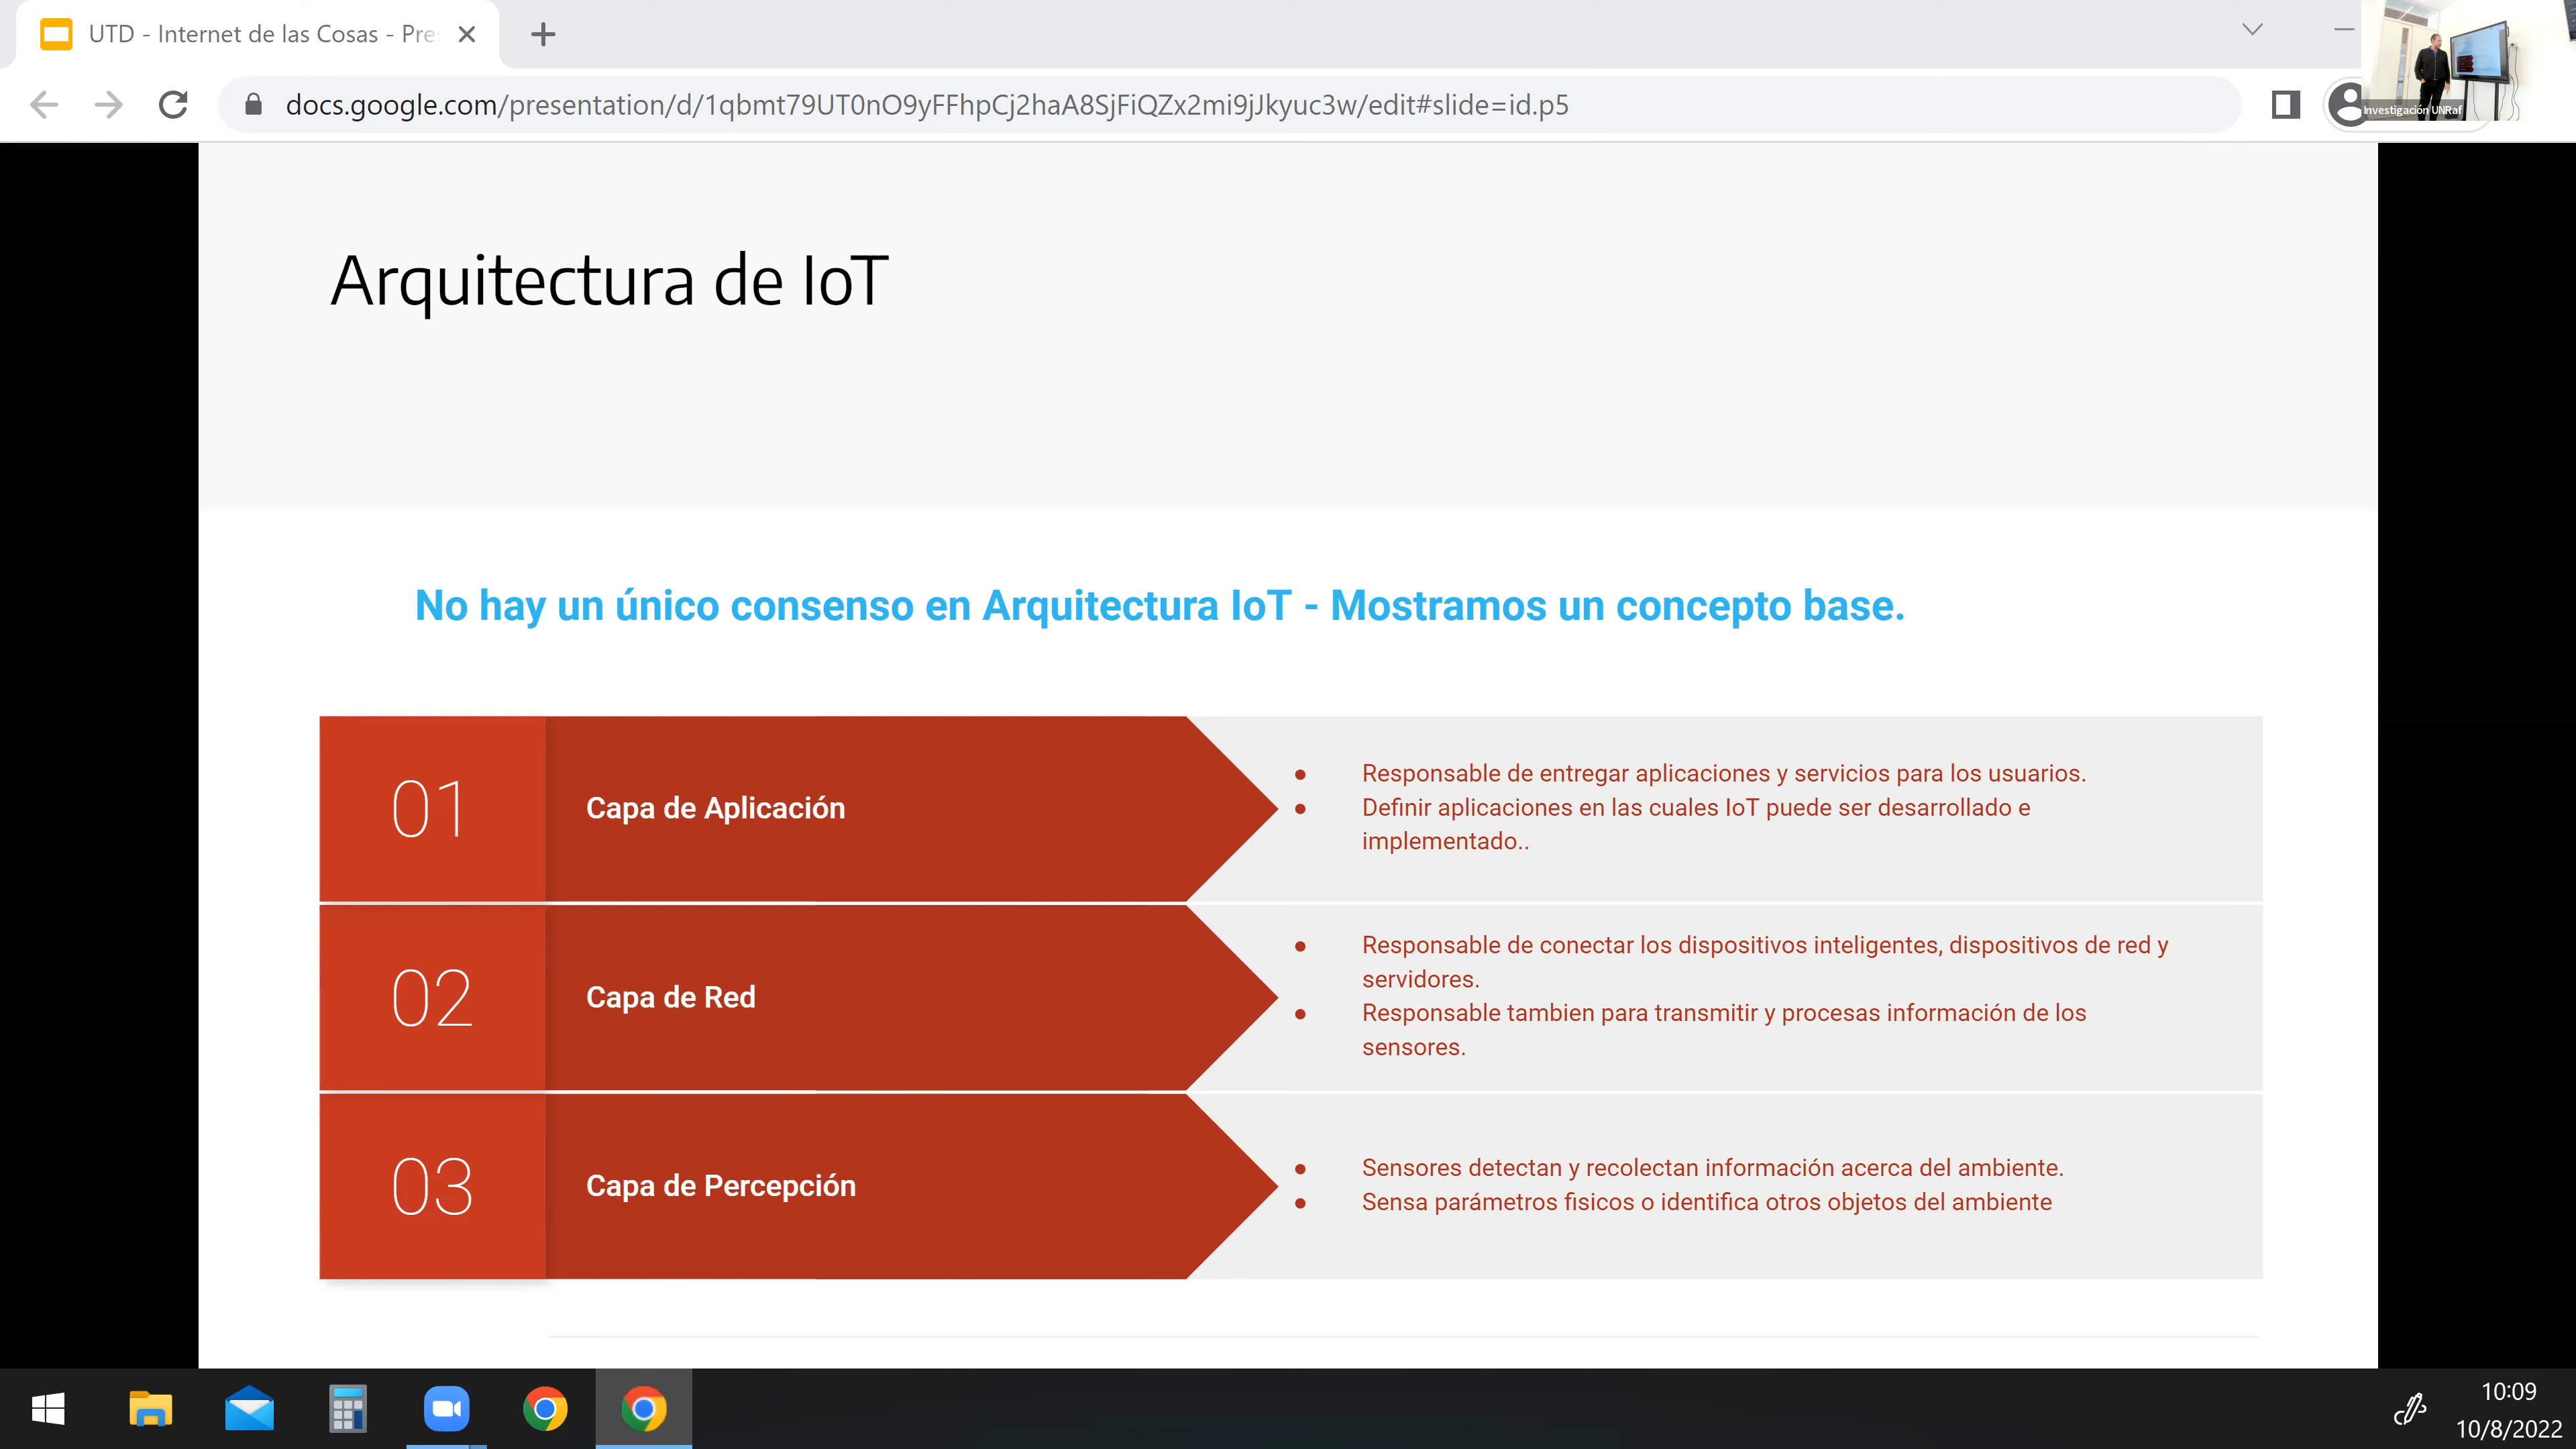 UTD - Internet de las Cosas - Pre
docs.google.com/presentation/d/1qbmt79UT0nO9yFFhpCj2haA8SjFiQZx2mi9jJkyuc3w/edit#slide=id.p5
Investigación UNRaf
Arquitectura de IoT
No hay un único consenso en Arquitectura IoT - Mostramos un concepto base.
01
Capa de Aplicación
● Responsable de entregar aplicaciones y servicios para los usuarios.
● Definir aplicaciones en las cuales IoT puede ser desarrollado e
implementado..
02
Capa de Red
● Responsable de conectar los dispositivos inteligentes, dispositivos de red y
servidores.
● Responsable tambien para transmitir y procesas información de los
sensores.
03
Capa de Percepción
● Sensores detectan y recolectan información acerca del ambiente.
● Sensa parámetros fisicos o identifica otros objetos del ambiente
10:09
10/8/2022